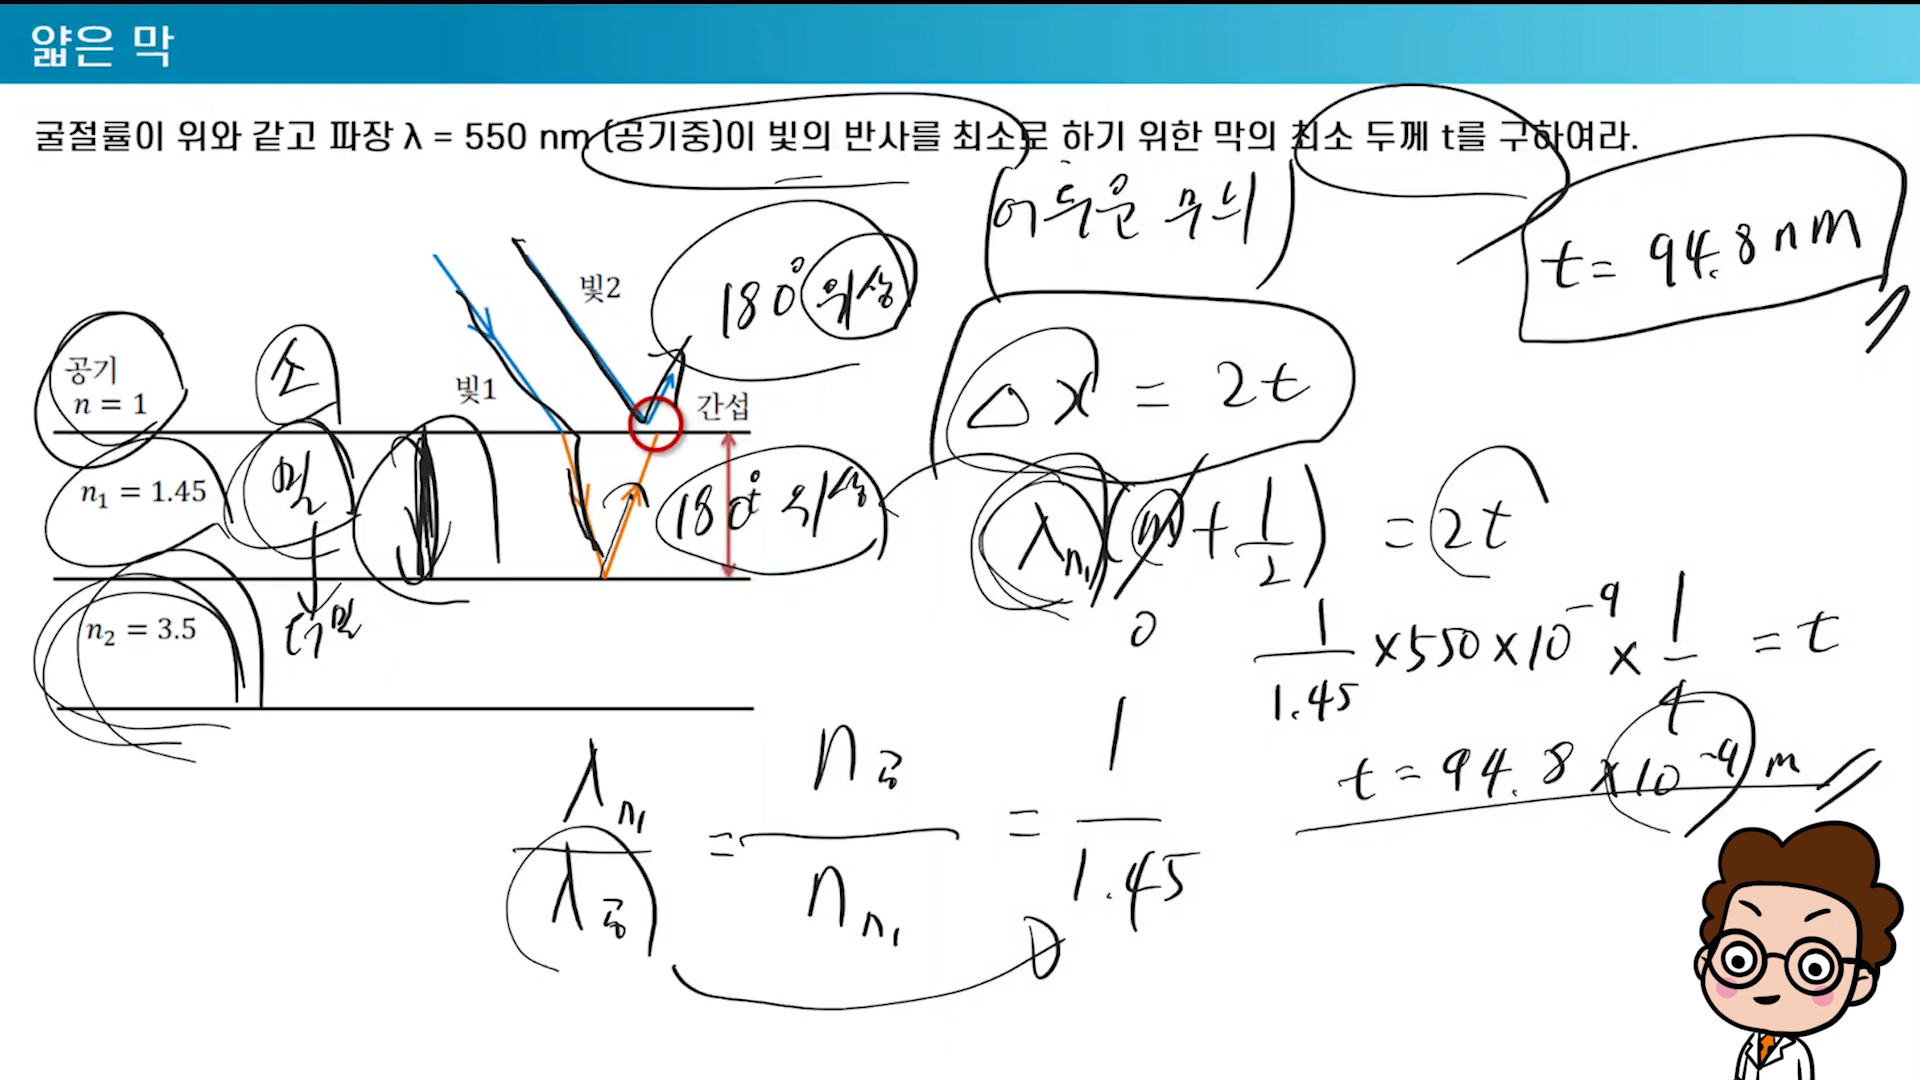 얇은 막
굴절률이 위와 같고 파장 λ = 550 nm (공기중)이 빛의 반사를 최소로 하기 위한 막의 최소 두께 t를 구하여라.
어두운 무늬
t = 94.8 nm
빛2
180° 위상
공기
n = 1
소
빛1
간섭
Δx = 2t
n₁ = 1.45
밀
180° 위상
t
λn₁ (m + 1/2) = 2t
0
n₂ = 3.5
1/1.45 × 550 × 10⁻⁹ × 1/4 = t
t = 94.8 × 10⁻⁹ m
λn₁/λ공 = n공/nn₁ = 1/1.45